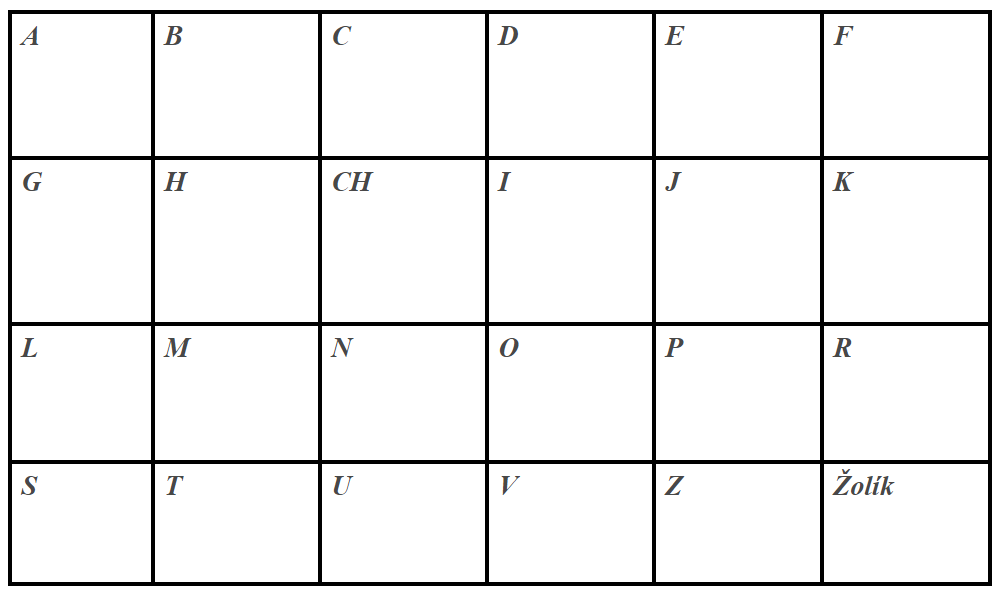 A B C D E F
G H CH I J K
L M N O P R
S T U V Z Žolík